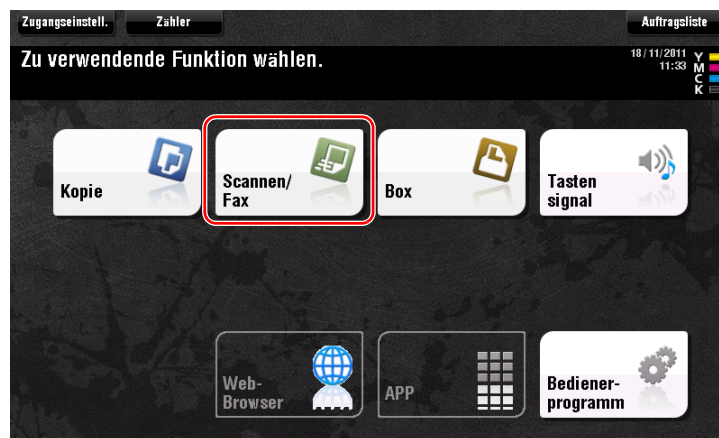 Zugangseinstell. Zähler Auftragsliste
Zu verwendende Funktion wählen.
18/11/2011
11:33
Y
M
C
K
Kopie
Scannen/
Fax
Box
Tasten
signal
Web-
Browser
APP
Bediener-
programm